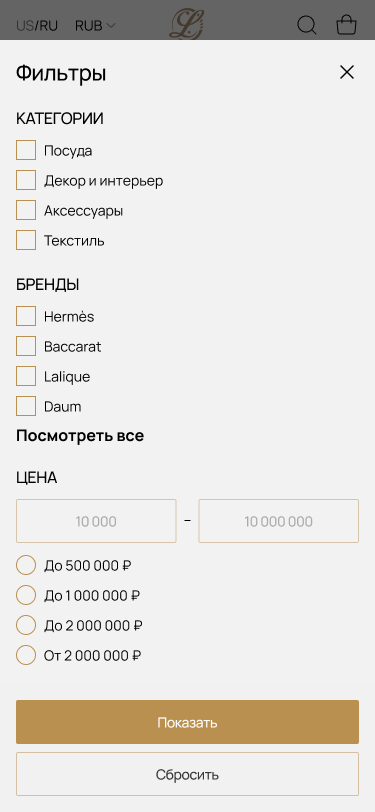 US/RU RUB
Фильтры
КАТЕГОРИИ
Посуда
Декор и интерьер
Аксессуары
Текстиль
БРЕНДЫ
Hermès
Baccarat
Lalique
Daum
Посмотреть все
ЦЕНА
10 000 – 10 000 000
До 500 000 ₽
До 1 000 000 ₽
До 2 000 000 ₽
От 2 000 000 ₽
Показать
Сбросить